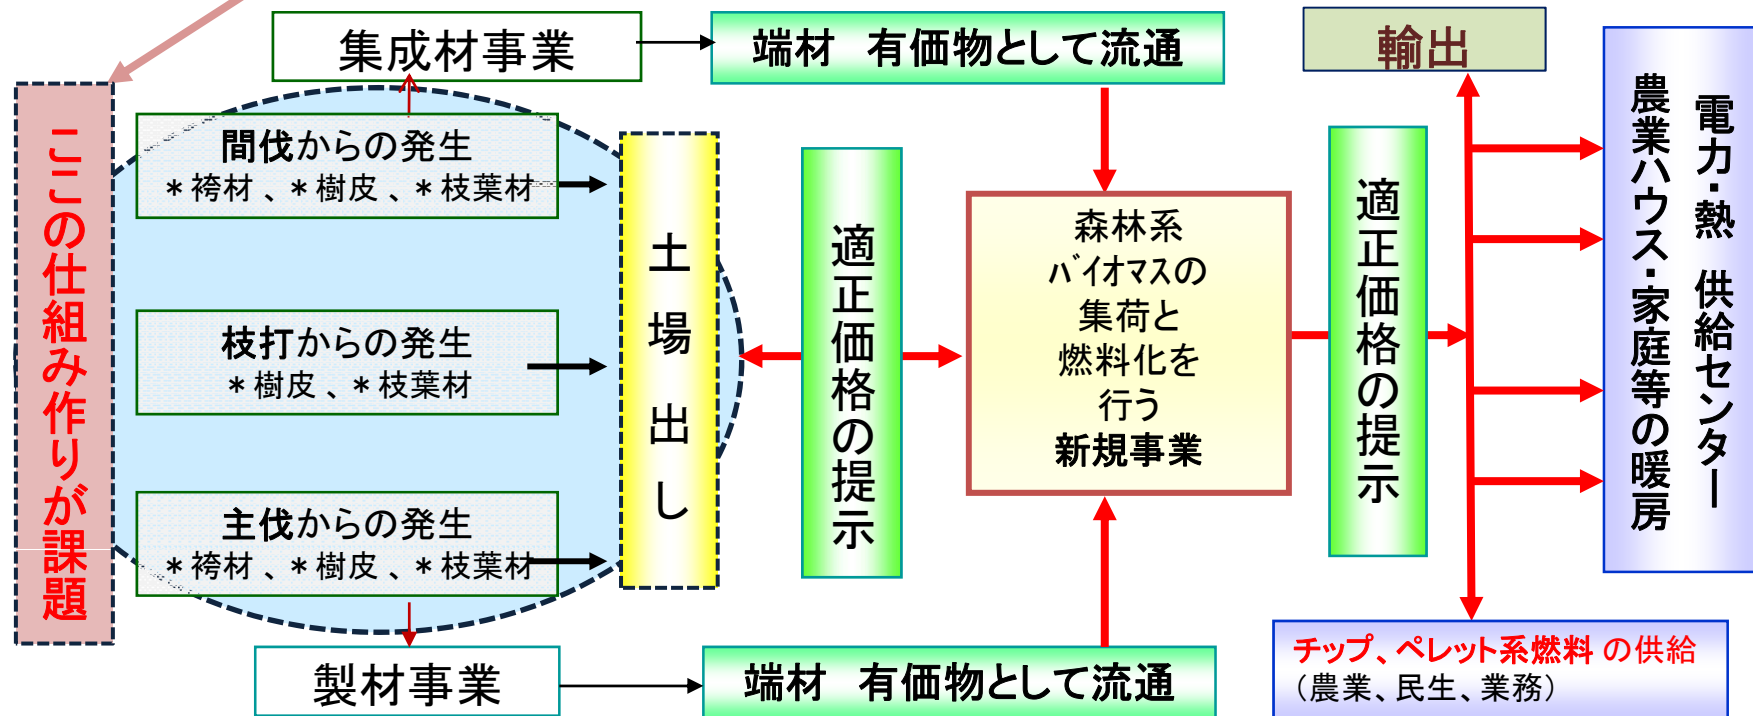 集成材事業
端材　有価物として流通
輸出
ここの仕組み作りが課題
間伐からの発生
＊袴材 、＊樹皮 、＊枝葉材
枝打からの発生
＊樹皮 、＊枝葉材
主伐からの発生
＊袴材 、＊樹皮 、＊枝葉材
土場出し
適正価格の提示
森林系
ﾊﾞｲｵﾏｽの
集荷と
燃料化を
行う
新規事業
適正価格の提示
電力・熱　供給センター
農業ハウス・家庭等の暖房
製材事業
端材　有価物として流通
チップ、ペレット系燃料 の供給
（農業、民生、業務）